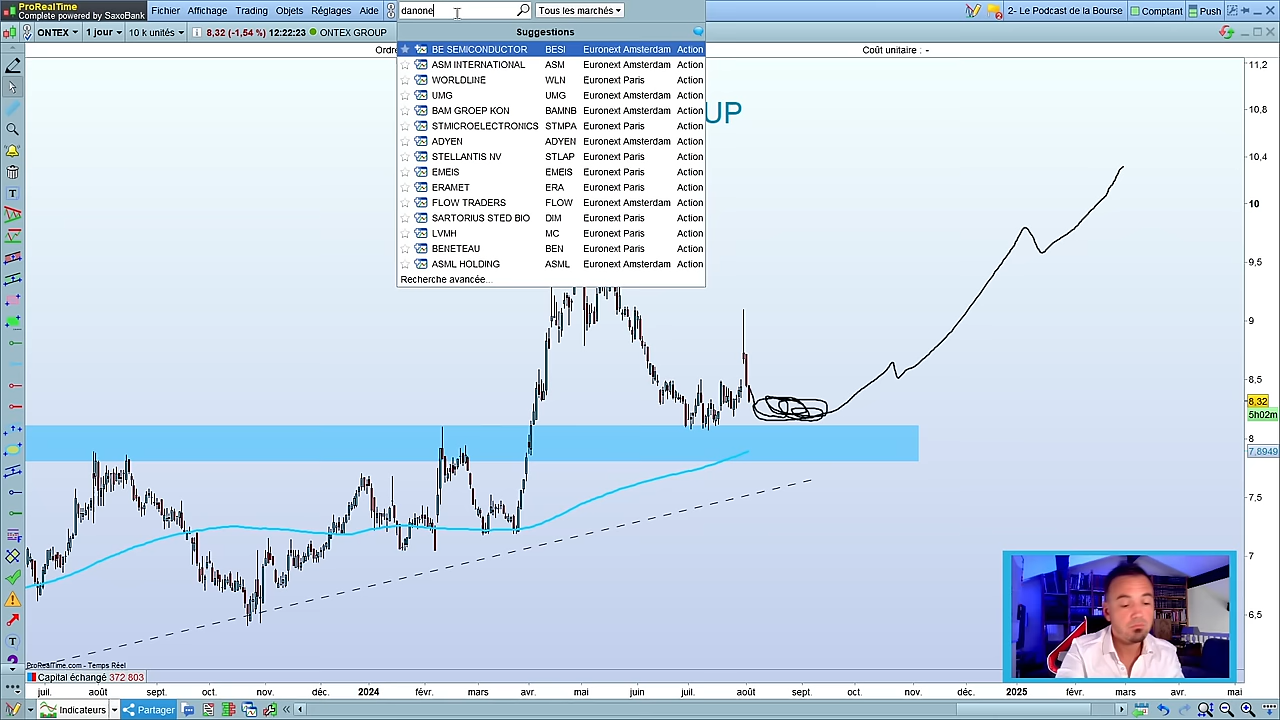 ProRealTime
Complete powered by SaxoBank
Fichier Affichage Trading Objets Réglages Aide danone Tous les marchés 2- Le Podcast de la Bourse Comptant Push
ONTEX 1 jour 10 k unités 8,32 (-1,54 %) 12:22:23 ONTEX GROUP
Suggestions
Ordre Coût unitaire : -
BE SEMICONDUCTOR BESI Euronext Amsterdam Action
ASM INTERNATIONAL ASM Euronext Amsterdam Action
WORLDLINE WLN Euronext Paris Action
UMG UMG Euronext Amsterdam Action
BAM GROEP KON BAMNB Euronext Amsterdam Action
STMICROELECTRONICS STMPA Euronext Paris Action
ADYEN ADYEN Euronext Amsterdam Action
STELLANTIS NV STLAP Euronext Paris Action
EMEIS EMEIS Euronext Paris Action
ERAMET ERA Euronext Paris Action
FLOW TRADERS FLOW Euronext Amsterdam Action
SARTORIUS STED BIO DIM Euronext Paris Action
LVMH MC Euronext Paris Action
BENETEAU BEN Euronext Paris Action
ASML HOLDING ASML Euronext Amsterdam Action
Recherche avancée...
UP
11,2
10,8
10,4
10
9,5
9
8,5
8,32
5h02m
8
7,8949
7,5
7
6,5
ProRealTime.com - Temps Réel
Capital échangé 372 803
juil. août sept. oct. nov. déc. 2024 févr. mars avr. mai juin juil. août sept. oct. nov. déc. 2025 févr. mars avr. mai
Indicateurs Partager